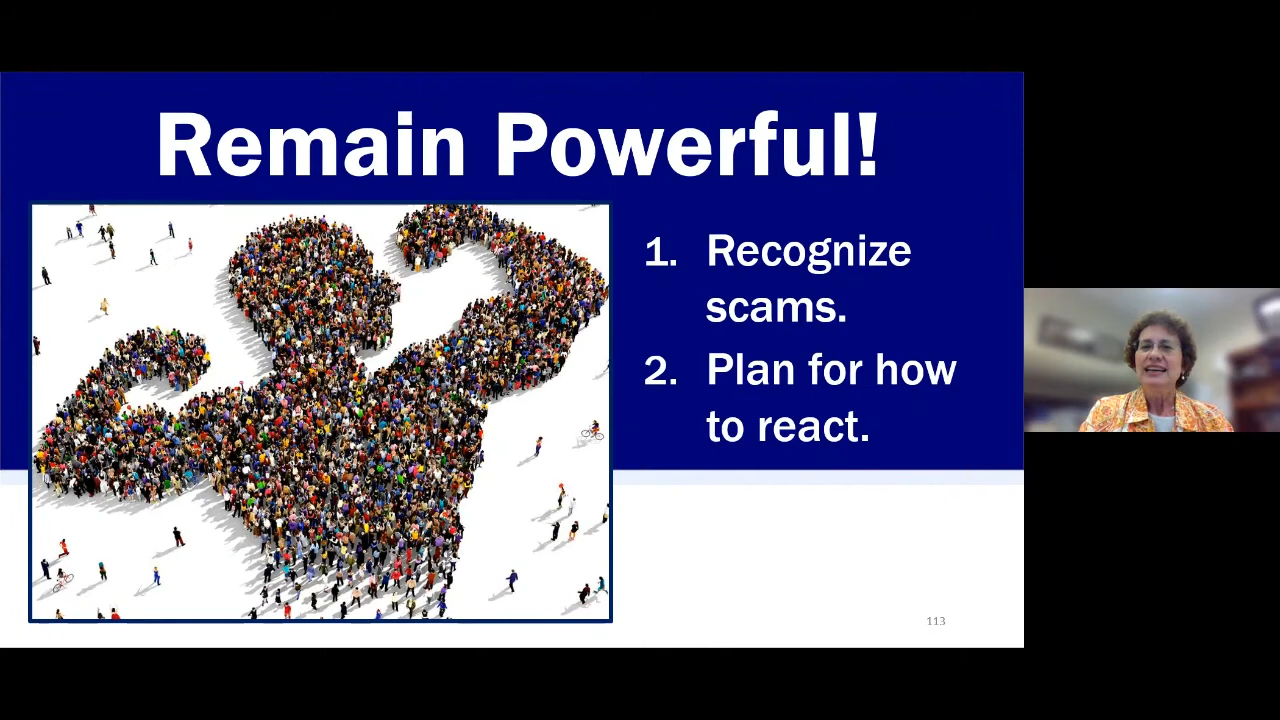 Remain Powerful!
1. Recognize
scams.
2. Plan for how
to react.
113